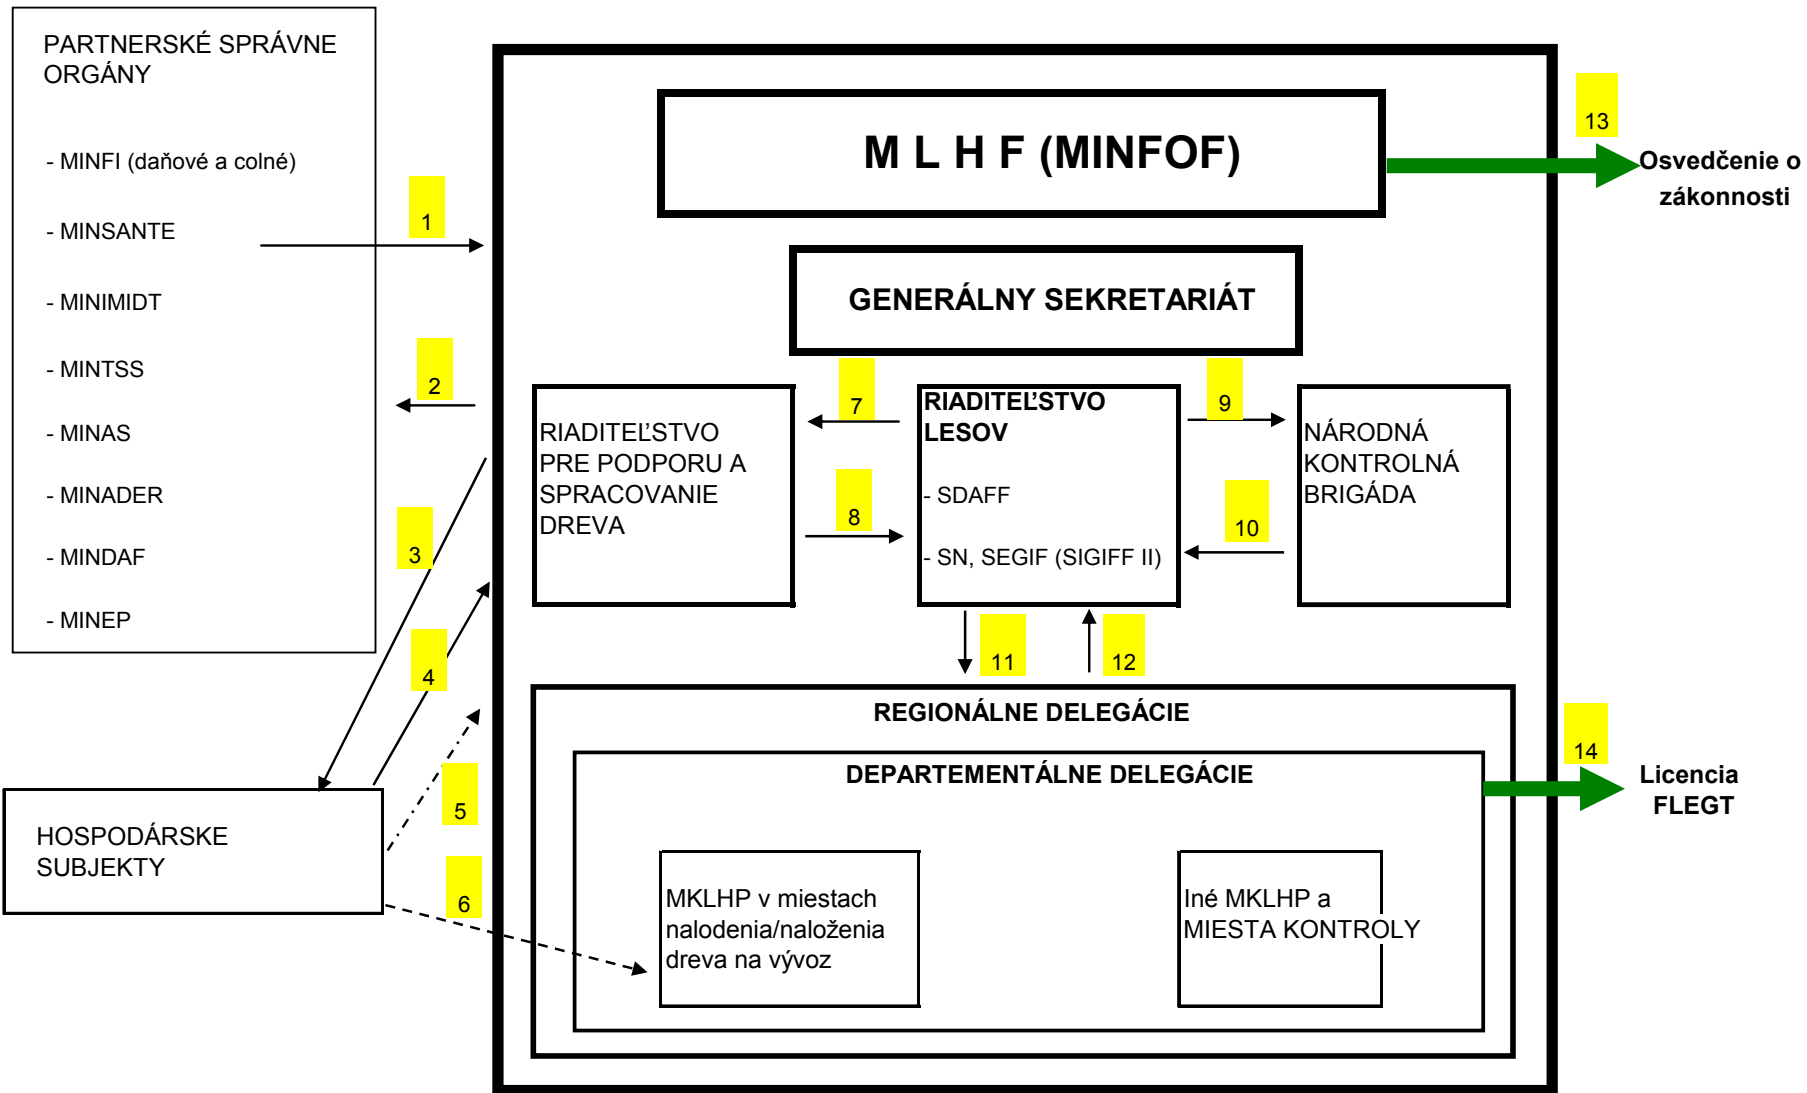 PARTNERSKÉ SPRÁVNE
ORGÁNY
- MINFI (daňové a colné)
- MINSANTE
- MINIMIDT
- MINTSS
- MINAS
- MINADER
- MINDAF
- MINEP
1
2
3
4
5
6
HOSPODÁRSKE
SUBJEKTY
M L H F (MINFOF)
13
Osvedčenie o
zákonnosti
GENERÁLNY SEKRETARIÁT
7
8
9
10
RIADITEĽSTVO
PRE PODPORU A
SPRACOVANIE
DREVA
RIADITEĽSTVO
LESOV
- SDAFF
- SN, SEGIF (SIGIFF II)
NÁRODNÁ
KONTROLNÁ
BRIGÁDA
11
12
REGIONÁLNE DELEGÁCIE
DEPARTEMENTÁLNE DELEGÁCIE
14
Licencia
FLEGT
MKLHP v miestach
nalodenia/naloženia
dreva na vývoz
Iné MKLHP a
MIESTA KONTROLY